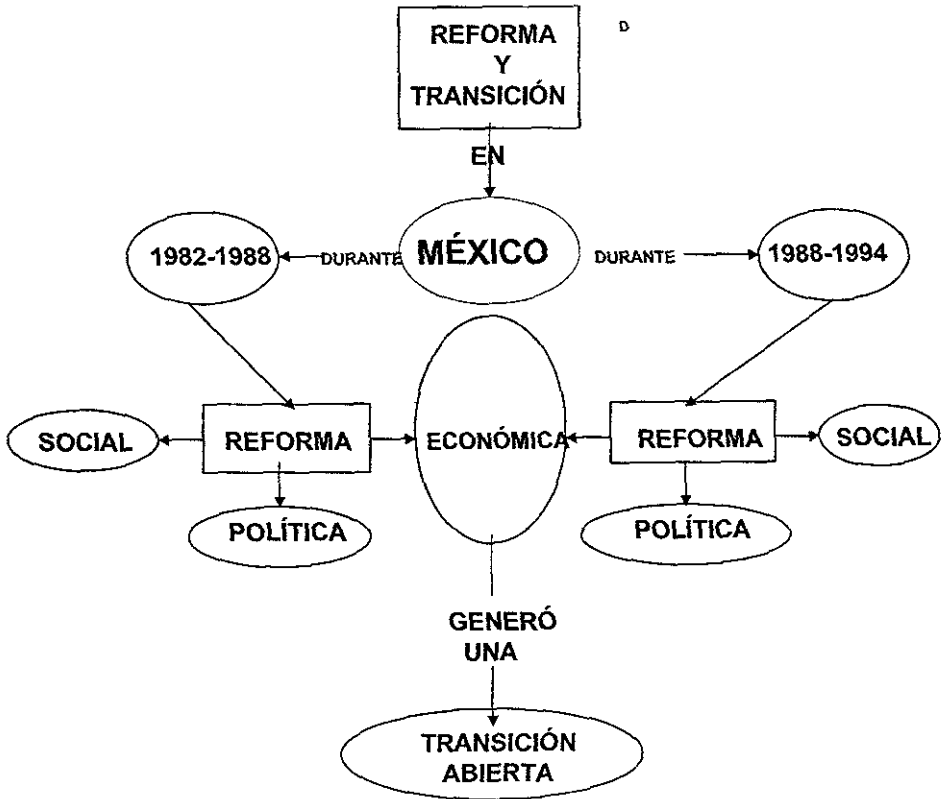 REFORMA
Y
TRANSICIÓN
D
EN
1982-1988
DURANTE
MÉXICO
DURANTE
1988-1994
SOCIAL
REFORMA
ECONÓMICA
REFORMA
SOCIAL
POLÍTICA
POLÍTICA
GENERÓ
UNA
TRANSICIÓN
ABIERTA